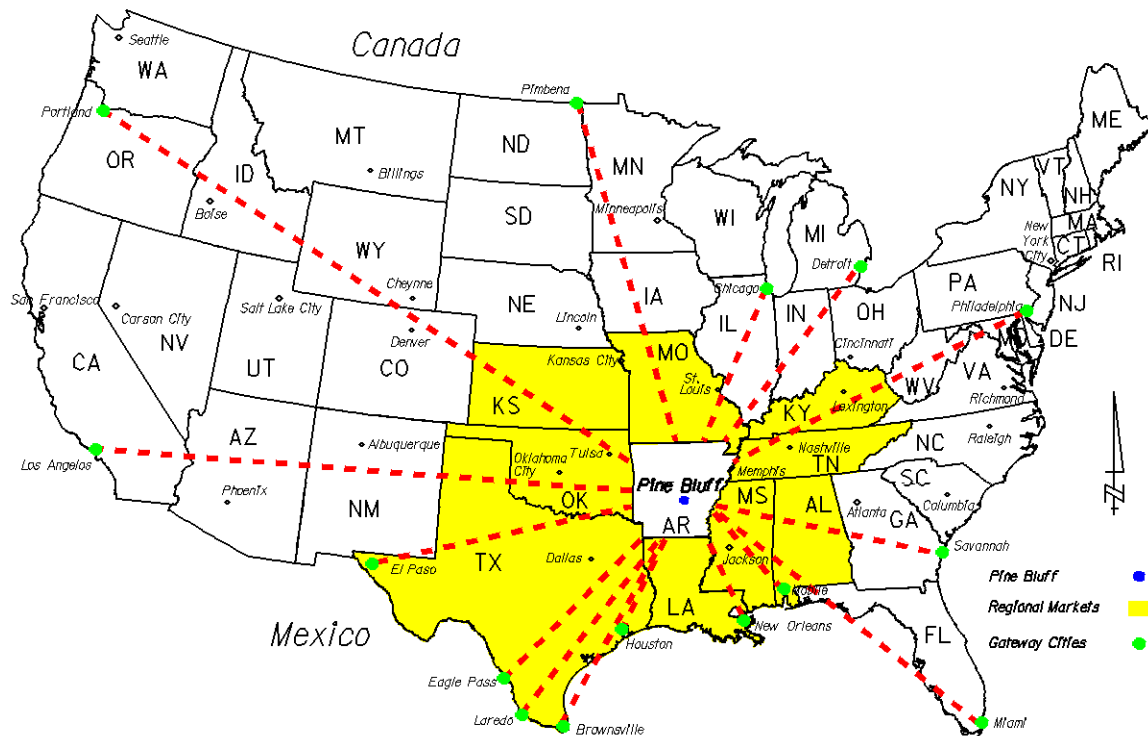 Canada
Seattle
WA
Portland
OR
ID
Boise
MT
Billings
Pimbena
ND
MN
Minneapolis
SD
WY
Cheynne
WI
MI
Detroit
Chicago
NY
VT
NH
ME
MA
CT
RI
New
York
City
PA
Philadelphia
NJ
DE
MD
San Francisco
Carson City
NV
CA
Salt Lake City
UT
Denver
CO
NE
Lincoln
IA
IL
IN
OH
Cincinnati
WV
VA
Richmond
Kansas City
MO
St.
Louis
KS
KY
Lexington
Los Angelos
AZ
Phoenix
Albuquerque
NM
Oklahoma
City
Tulsa
OK
Pine Bluff
AR
Memphis
Nashville
TN
NC
Raleigh
SC
Columbia
MS
AL
Atlanta
GA
Jackson
Savannah
El Paso
TX
Dallas
LA
Mobile
New Orleans
Houston
FL
Miami
Mexico
Eagle Pass
Laredo
Brownsville
N
Pine Bluff
Regional Markets
Gateway Cities